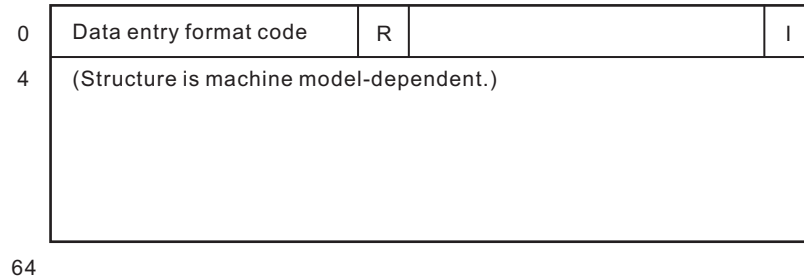 0 Data entry format code R I
4 (Structure is machine model-dependent.)
64